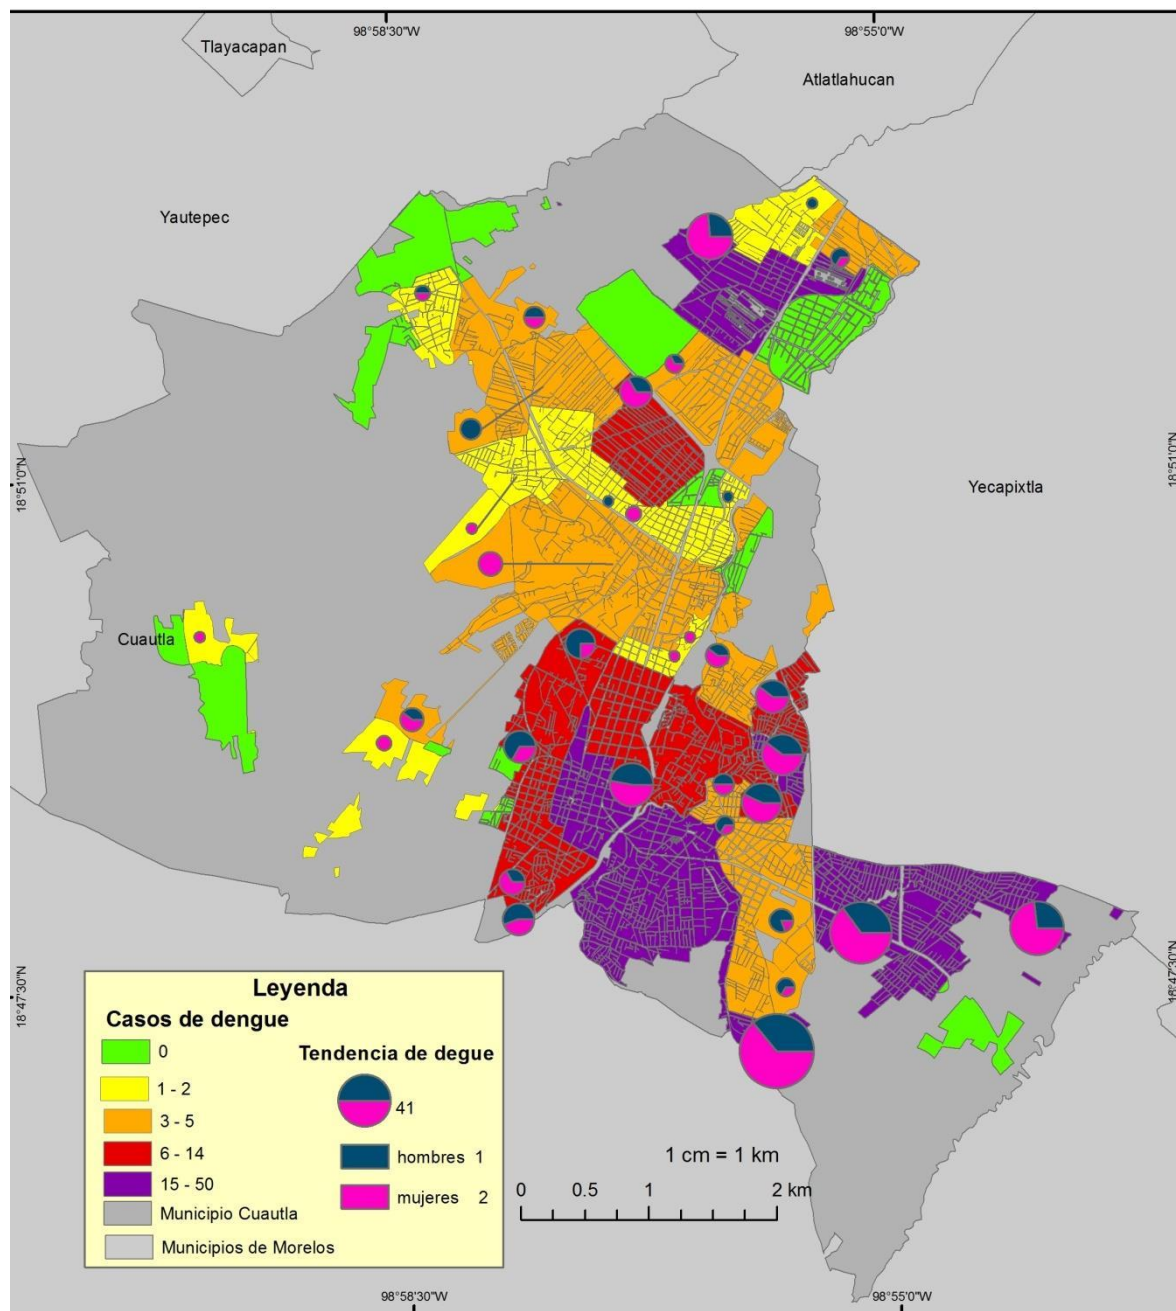 98°58'30"W
98°55'0"W
Tlayacapan
Atlatlahucan
Yautepec
18°51'0"N
18°51'0"N
Yecapixtla
Cuautla
18°47'30"N
18°47'30"N
Leyenda
Casos de dengue
0
1 - 2
3 - 5
6 - 14
15 - 50
Municipio Cuautla
Municipios de Morelos
Tendencia de degue
41
hombres 1
mujeres 2
1 cm = 1 km
0 0.5 1 2 km
98°58'30"W
98°55'0"W